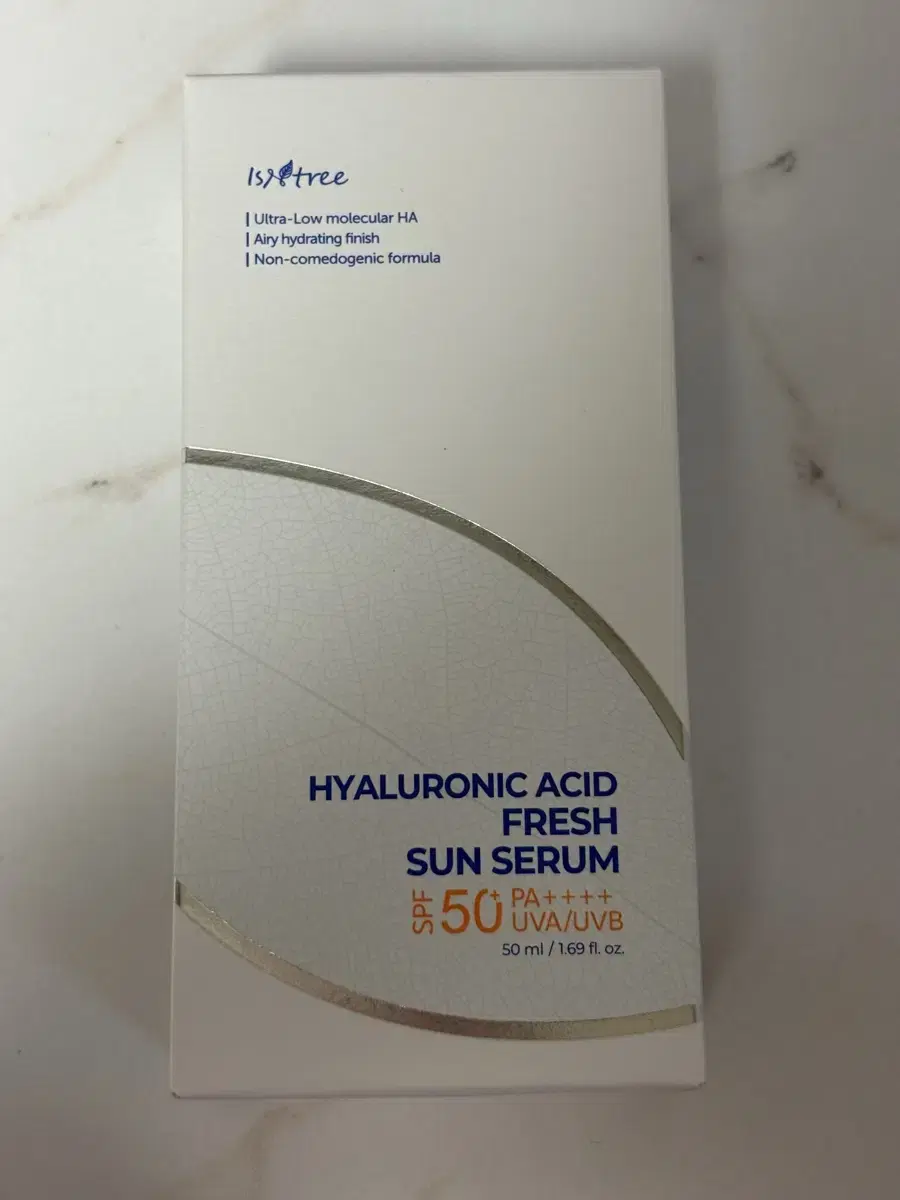 Isntree
Ultra-Low molecular HA
Airy hydrating finish
Non-comedogenic formula
HYALURONIC ACID
FRESH
SUN SERUM
SPF 50+ PA++++
UVA/UVB
50 ml / 1.69 fl. oz.